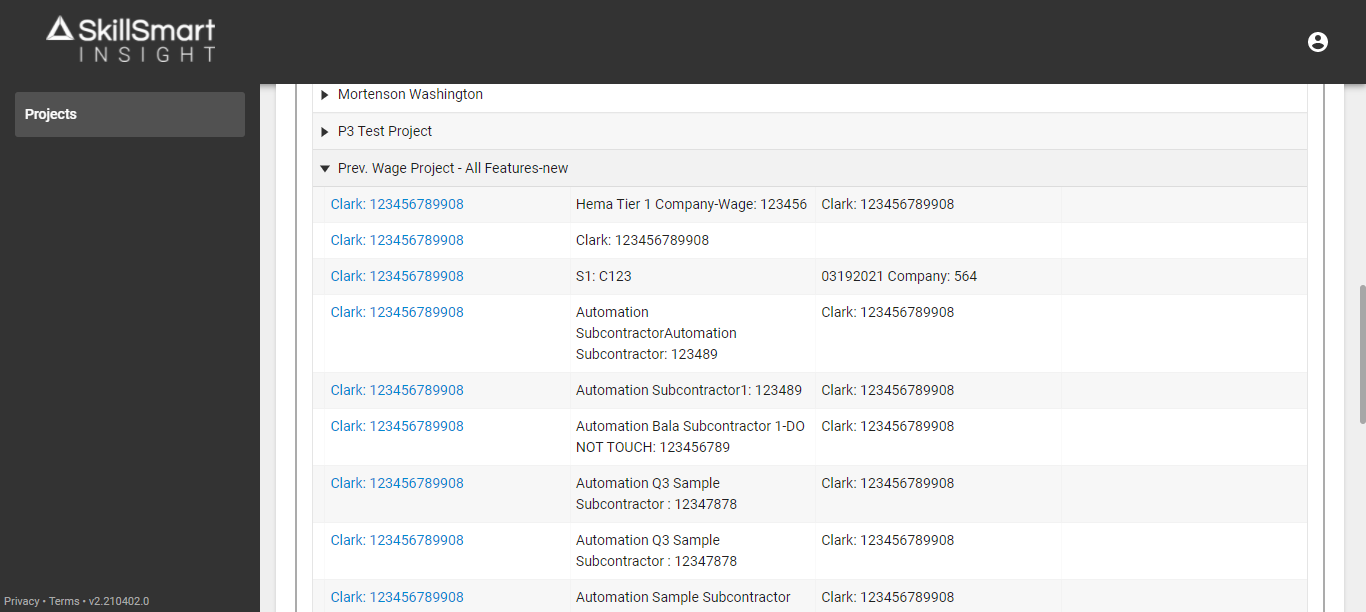 SkillSmart
INSIGHT
Projects
Mortenson Washington
P3 Test Project
Prev. Wage Project - All Features-new
Clark: 123456789908 Hema Tier 1 Company-Wage: 123456 Clark: 123456789908
Clark: 123456789908 Clark: 123456789908
Clark: 123456789908 S1: C123 03192021 Company: 564
Clark: 123456789908 Automation Clark: 123456789908
SubcontractorAutomation
Subcontractor: 123489
Clark: 123456789908 Automation Subcontractor1: 123489 Clark: 123456789908
Clark: 123456789908 Automation Bala Subcontractor 1-DO Clark: 123456789908
NOT TOUCH: 123456789
Clark: 123456789908 Automation Q3 Sample Clark: 123456789908
Subcontractor : 12347878
Clark: 123456789908 Automation Q3 Sample Clark: 123456789908
Subcontractor : 12347878
Clark: 123456789908 Automation Sample Subcontractor Clark: 123456789908
Privacy • Terms • v2.210402.0